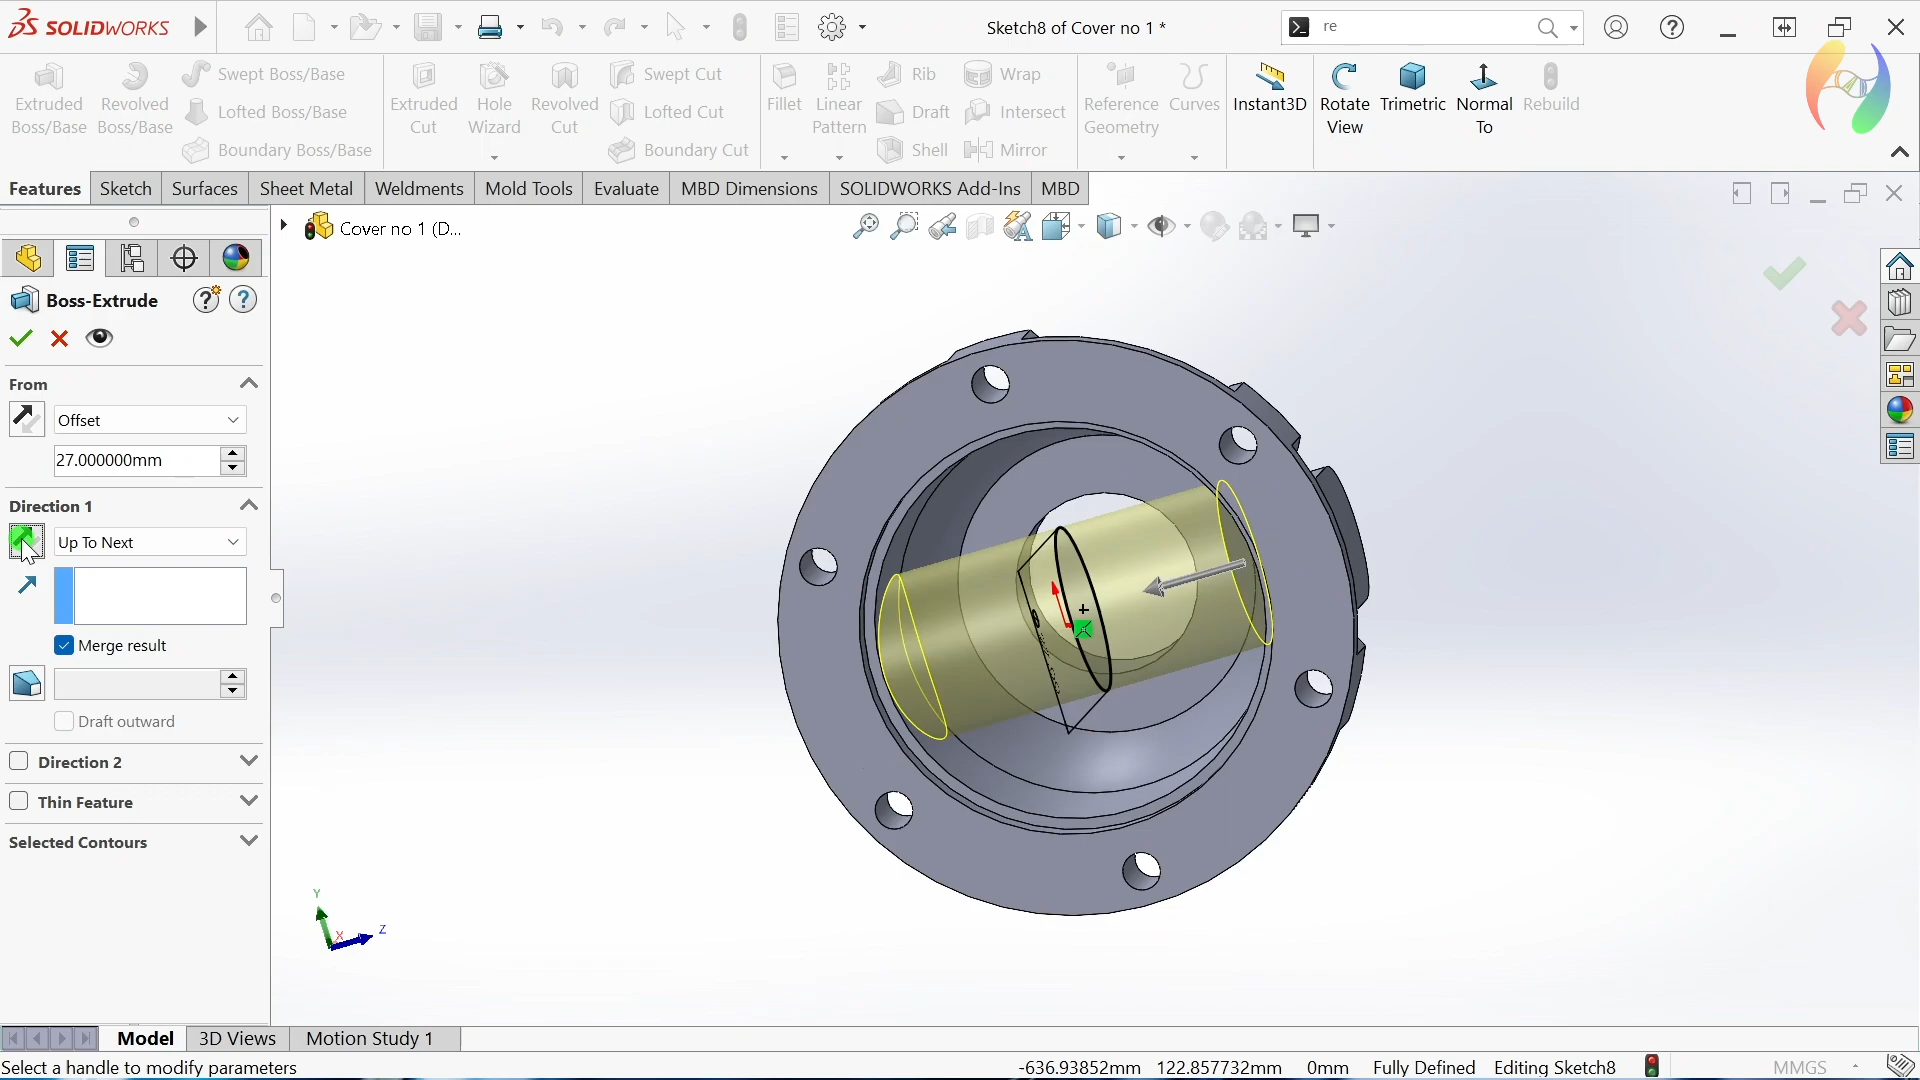 SOLIDWORKS
Sketch8 of Cover no 1 *
re
Extruded Boss/Base
Revolved Boss/Base
Swept Boss/Base
Lofted Boss/Base
Boundary Boss/Base
Extruded Cut
Hole Wizard
Revolved Cut
Swept Cut
Lofted Cut
Boundary Cut
Fillet
Linear Pattern
Rib
Draft
Shell
Wrap
Intersect
Mirror
Reference Geometry
Curves
Instant3D
Rotate View
Trimetric
Normal To
Rebuild
Features
Sketch
Surfaces
Sheet Metal
Weldments
Mold Tools
Evaluate
MBD Dimensions
SOLIDWORKS Add-Ins
MBD
Cover no 1 (D...
Boss-Extrude
From
Offset
27.000000mm
Direction 1
Up To Next
Merge result
Draft outward
Direction 2
Thin Feature
Selected Contours
Y
X
Z
Model
3D Views
Motion Study 1
Select a handle to modify parameters
-636.93852mm 122.857732mm 0mm Fully Defined Editing Sketch8
MMGS